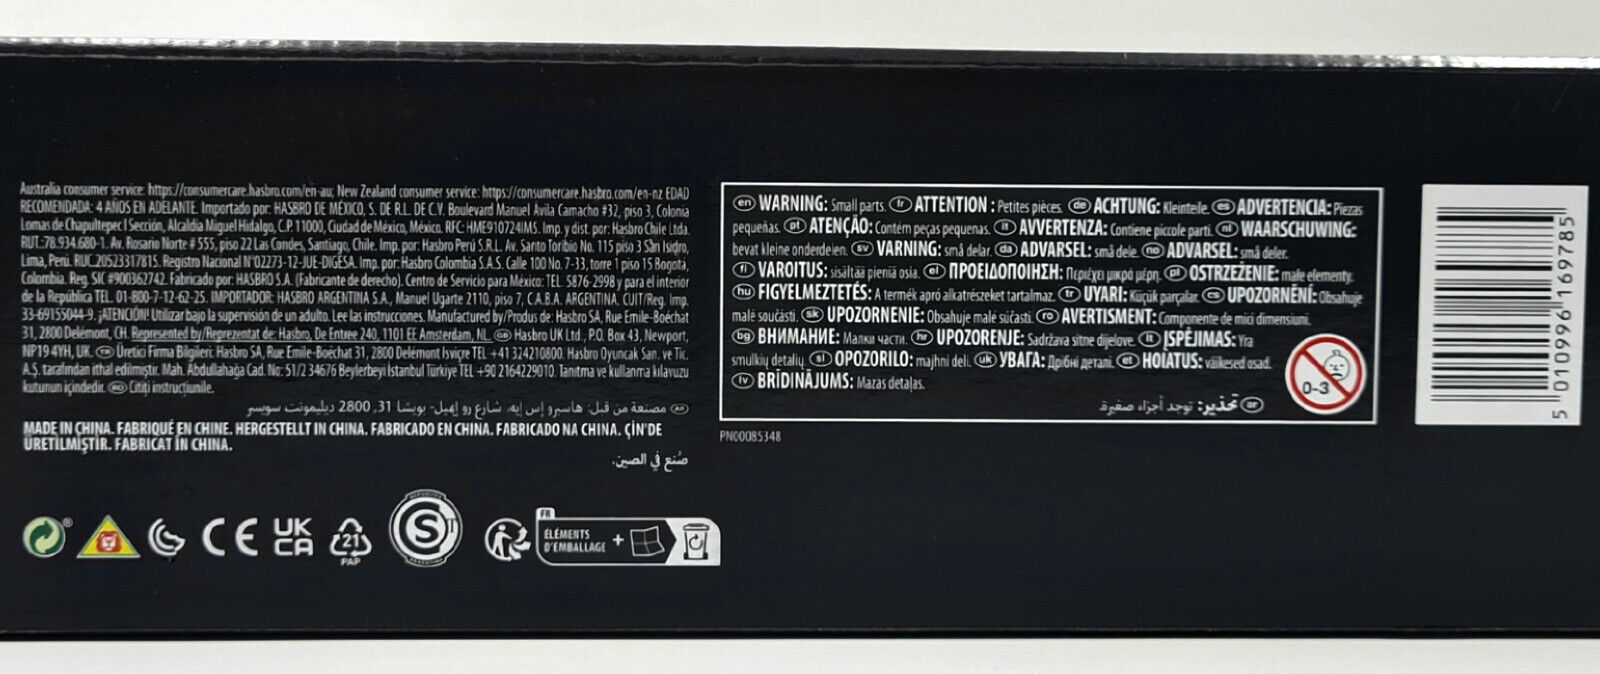 Australia consumer service: https://consumercare.hasbro.com/en-au; New Zealand consumer service: https://consumercare.hasbro.com/en-nz EDAD
RECOMENDADA: 4 AÑOS EN ADELANTE. Importado por: HASBRO DE MÉXICO, S. DE R.L. DE C.V. Boulevard Manuel Ávila Camacho #32, piso 3, Colonia
Lomas de Chapultepec I Sección, Alcaldía Miguel Hidalgo, C.P. 11000, Ciudad de México, México. RFC: HME910724IM5. Imp. y dist. por: Hasbro Chile Ltda.
RUT: 78.934.680-1. Av. Rosario Norte # 555, piso 22 Las Condes, Santiago, Chile. Imp. por: Hasbro Perú S.R.L. Av. Santo Toribio No. 115 piso 3 San Isidro,
Lima, Perú. RUC.20523317815. Registro Nacional N°02273-12-JUE-DIGESA. Imp. por: Hasbro Colombia S.A.S. Calle 100 No. 7-33, torre 1 piso 15 Bogotá,
Colombia. Reg. SIC #900362742. Fabricado por: HASBRO S.A. (Fabricante de derecho). Centro de Servicio para México: TEL. 5876-2998 y para el interior
de la República TEL. 01-800-7-12-62-25. IMPORTADOR: HASBRO ARGENTINA S.A., Manuel Ugarte 2110, piso 7, C.A.B.A. ARGENTINA. CUIT/Reg. Imp.
33-69155044-9. ¡ATENCIÓN! Utilizar bajo la supervisión de un adulto. Lee las instrucciones. Manufactured by/Produs de: Hasbro SA, Rue Emile-Boéchat
31, 2800 Delémont, CH. Represented by/Reprezentat de: Hasbro, De Entree 240, 1101 EE Amsterdam, NL. GB Hasbro UK Ltd., P.O. Box 43, Newport,
NP19 4YH, UK. TR Üretici Firma Bilgileri: Hasbro SA, Rue Emile-Boéchat 31, 2800 Delémont İsviçre TEL +41 324210800. Hasbro Oyuncak San. ve Tic.
A.Ş. tarafından ithal edilmiştir. Mah. Abdullahağa Cad. No: 51/2 34676 Beylerbeyi İstanbul Türkiye TEL +90 2164229010. Tanıtma ve kullanma kılavuzu
kutunun içindedir. RO Citiți instrucțiunile.
AR مصنعة من قبل: هاسبرو إس إيه، شارع رو إميل- بويشا 31، 2800 ديليمونت سويسر
MADE IN CHINA. FABRIQUÉ EN CHINE. HERGESTELLT IN CHINA. FABRICADO EN CHINA. FABRICADO NA CHINA. ÇİN'DE
ÜRETİLMİŞTİR. FABRICAT ÎN CHINA.
صُنع في الصين.
UK
CA
21
PAP
S
FR
ÉLÉMENTS
D'EMBALLAGE +
en WARNING: Small parts. fr ATTENTION : Petites pièces. de ACHTUNG: Kleinteile. es ADVERTENCIA: Piezas
pequeñas. pt ATENÇÃO: Contém peças pequenas. it AVVERTENZA: Contiene piccole parti. nl WAARSCHUWING:
bevat kleine onderdelen. sv VARNING: små delar. da ADVARSEL: små dele. no ADVARSEL: små deler.
fi VAROITUS: sisältää pieniä osia. el ΠΡΟΕΙΔΟΠΟΙΗΣΗ: Περιέχει μικρά μέρη. pl OSTRZEŻENIE: małe elementy.
hu FIGYELMEZTETÉS: A termék apró alkatrészeket tartalmaz. tr UYARI: Küçük parçalar. cs UPOZORNĚNÍ: Obsahuje
malé součásti. sk UPOZORNENIE: Obsahuje malé súčasti. ro AVERTISMENT: Componente de mici dimensiuni.
bg ВНИМАНИЕ: Малки части. hr UPOZORENJE: Sadržava sitne dijelove. lt ĮSPĖJIMAS: Yra
smulkių detalių. sl OPOZORILO: majhni deli. uk УВАГА: Дрібні деталі. et HOIATUS: väikesed osad.
lv BRĪDINĀJUMS: Mazas detaļas.
ar تحذير: توجد أجزاء صغيرة.
0-3
PN00085348
5 010996 169785